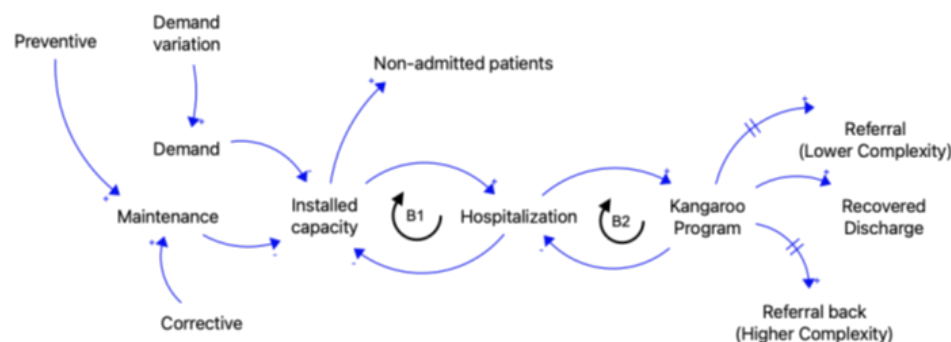 Preventive
Demand
variation
Non-admitted patients
Demand
Maintenance
Installed
capacity
B1
Hospitalization
B2
Kangaroo
Program
Referral
(Lower Complexity)
Recovered
Discharge
Corrective
Referral back
(Higher Complexity)
+
+
+
-
+
-
+
-
+
-
+
+
+
+